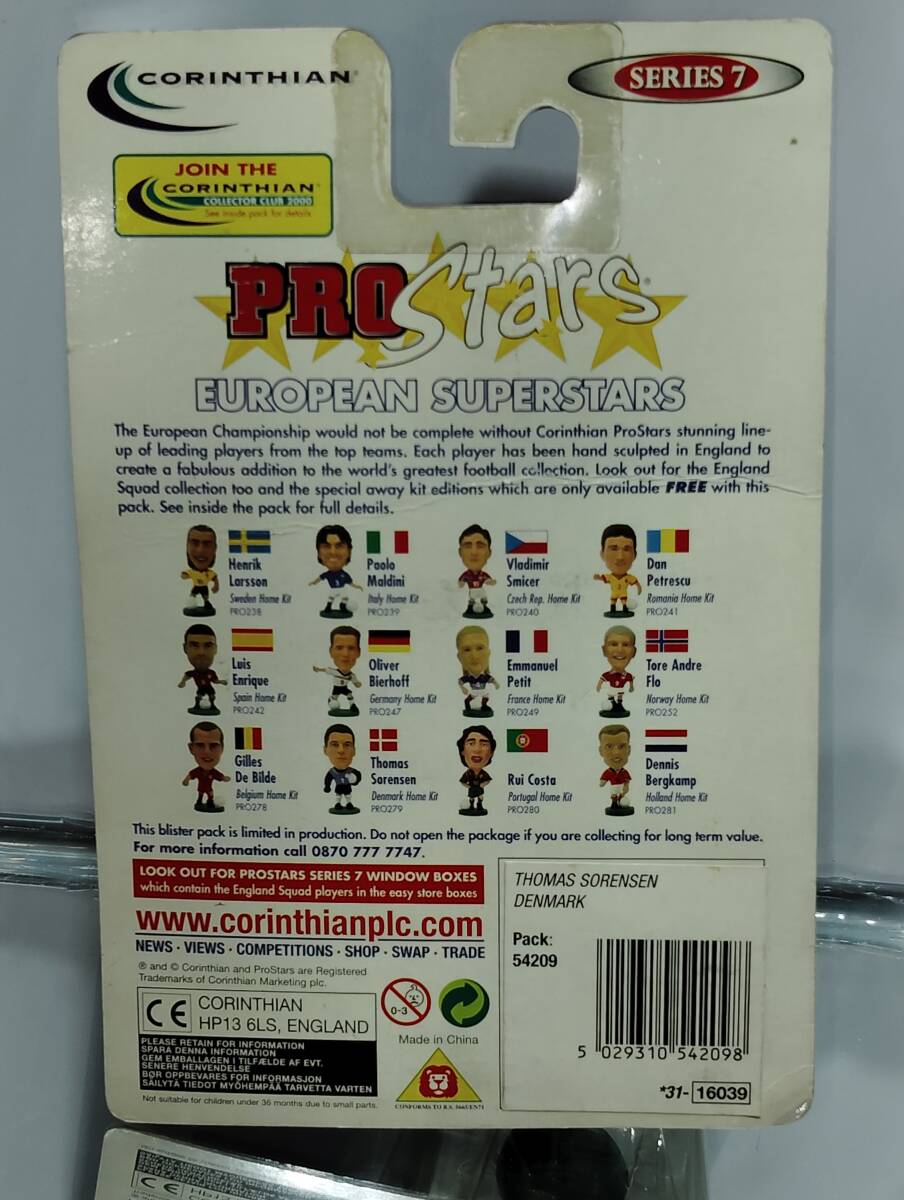 CORINTHIAN®
SERIES 7
JOIN THE
CORINTHIAN
COLLECTOR CLUB 2000
See inside pack for details
PROStars®
EUROPEAN SUPERSTARS
The European Championship would not be complete without Corinthian ProStars stunning line-
up of leading players from the top teams. Each player has been hand sculpted in England to
create a fabulous addition to the world's greatest football collection. Look out for the England
Squad collection too and the special away kit editions which are only available FREE with this
pack. See inside the pack for full details.
Henrik
Larsson
Sweden Home Kit
PRO238
Paolo
Maldini
Italy Home Kit
PRO239
Vladimir
Smicer
Czech Rep. Home Kit
PRO240
Dan
Petrescu
Romania Home Kit
PRO241
Luis
Enrique
Spain Home Kit
PRO242
Oliver
Bierhoff
Germany Home Kit
PRO247
Emmanuel
Petit
France Home Kit
PRO249
Tore Andre
Flo
Norway Home Kit
PRO252
Gilles
De Bilde
Belgium Home Kit
PRO278
Thomas
Sorensen
Denmark Home Kit
PRO279
Rui Costa
Portugal Home Kit
PRO280
Dennis
Bergkamp
Holland Home Kit
PRO281
This blister pack is limited in production. Do not open the package if you are collecting for long term value.
For more information call 0870 777 7747.
LOOK OUT FOR PROSTARS SERIES 7 WINDOW BOXES
which contain the England Squad players in the easy store boxes
www.corinthianplc.com
NEWS · VIEWS · COMPETITIONS · SHOP · SWAP · TRADE
® and © Corinthian and ProStars are Registered
Trademarks of Corinthian Marketing plc.
CE
CORINTHIAN
HP13 6LS, ENGLAND
PLEASE RETAIN FOR INFORMATION
SPARA DENNA INFORMATION
GEM EMBALLAGEN I TILFÆLDE AF EVT.
SENERE HENVENDELSE
BØR OPPBEVARES FOR INFORMASJON
SÄILYTÄ TIEDOT MYÖHEMPÄÄ TARVETTA VARTEN
Not suitable for children under 36 months due to small parts.
0-3
Made in China
CONFORMS TO B.S. 5665/EN71
THOMAS SORENSEN
DENMARK
Pack:
54209
5 029310 542098
*31- 16039
CE